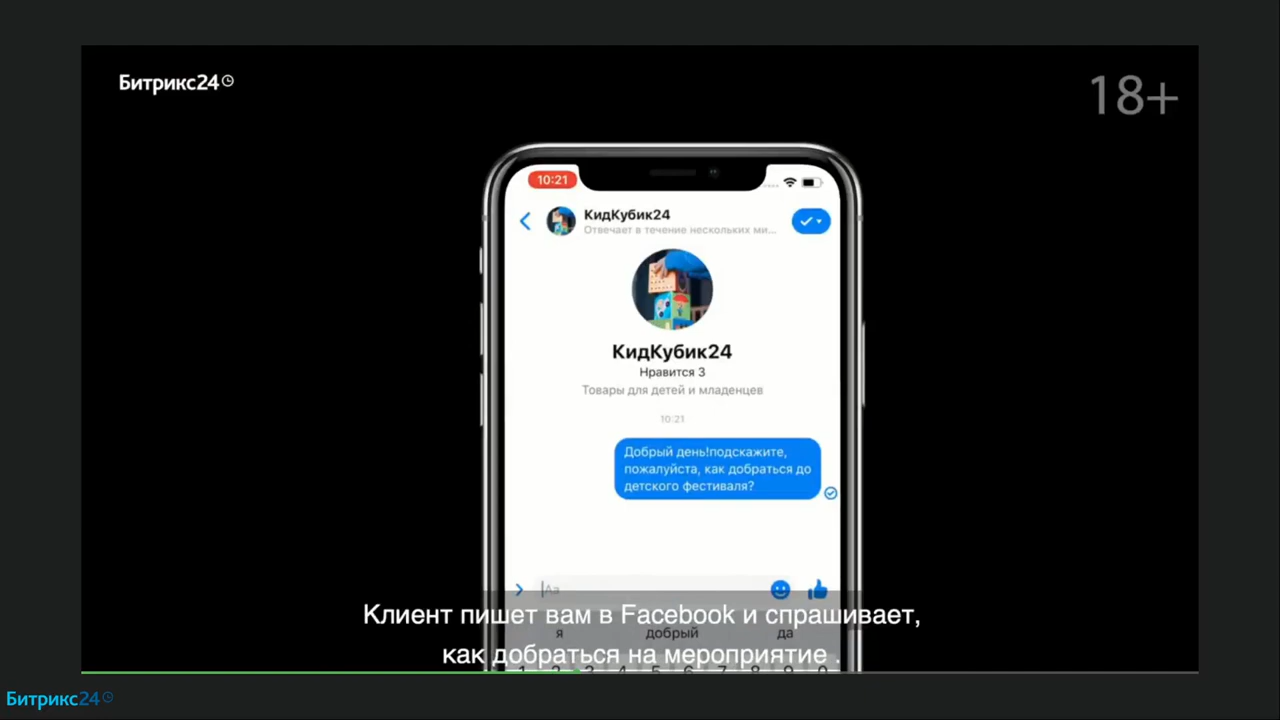 Битрикс24
18+
10:21
КидКубик24
Отвечает в течение нескольких ми...
КидКубик24
Нравится 3
Товары для детей и младенцев
10:21
Добрый день!подскажите,
пожалуйста, как добраться до
детского фестиваля?
Aa
Клиент пишет вам в Facebook и спрашивает,
я добрый да
как добраться на мероприятие .
Битрикс24